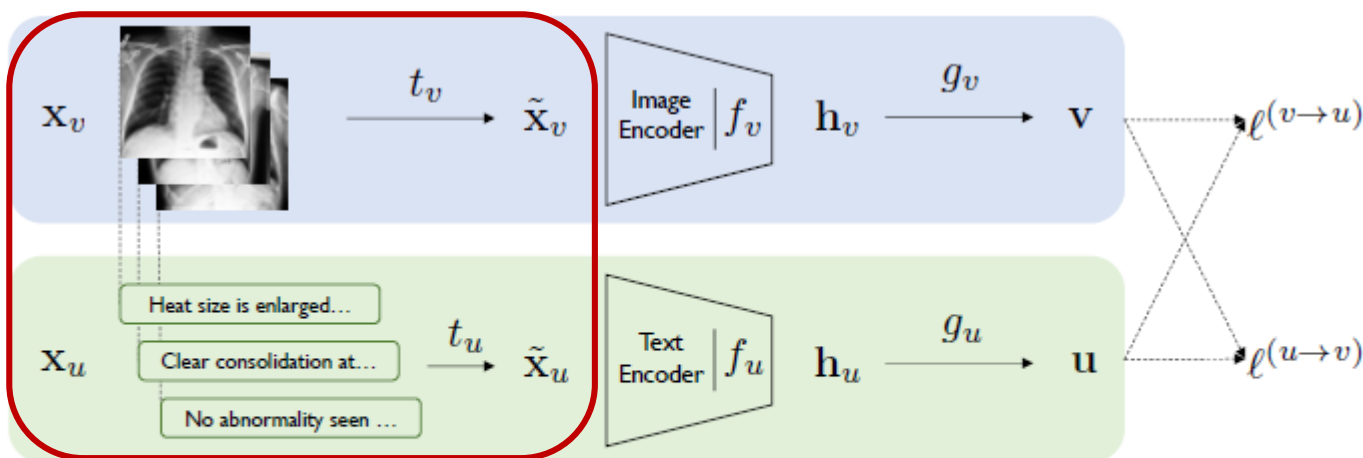 x_v t_v x̃_v Image Encoder f_v h_v g_v v ℓ^(v→u)
Heat size is enlarged...
x_u Clear consolidation at... t_u x̃_u Text Encoder f_u h_u g_u u ℓ^(u→v)
No abnormality seen ...